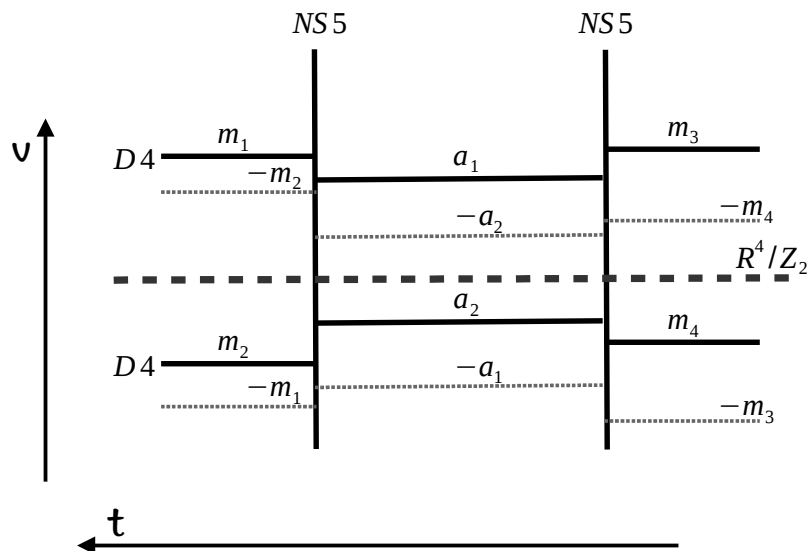 NS5 NS5
m₁ m₃
D4 a₁
−m₂
−a₂ −m₄
R⁴/Z₂
a₂
m₂ m₄
D4 −a₁
−m₁ −m₃
v
t